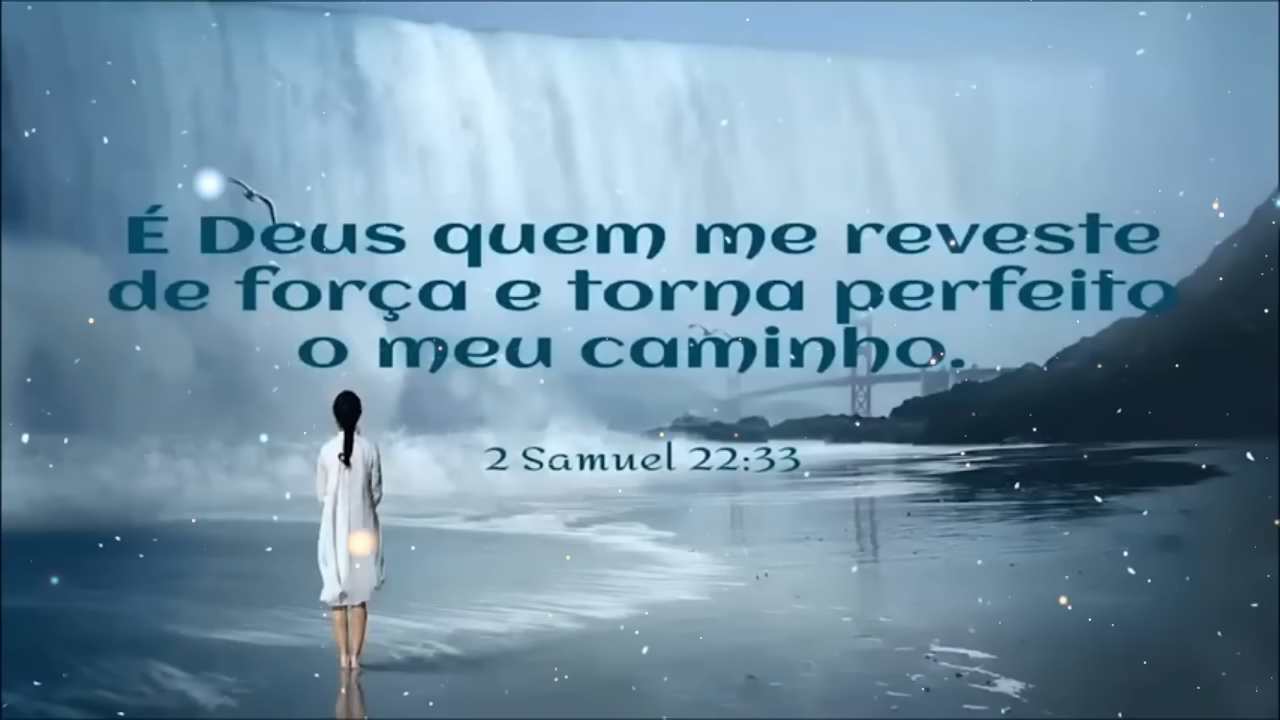 É Deus quem me reveste
de força e torna perfeito
o meu caminho.
2 Samuel 22:33